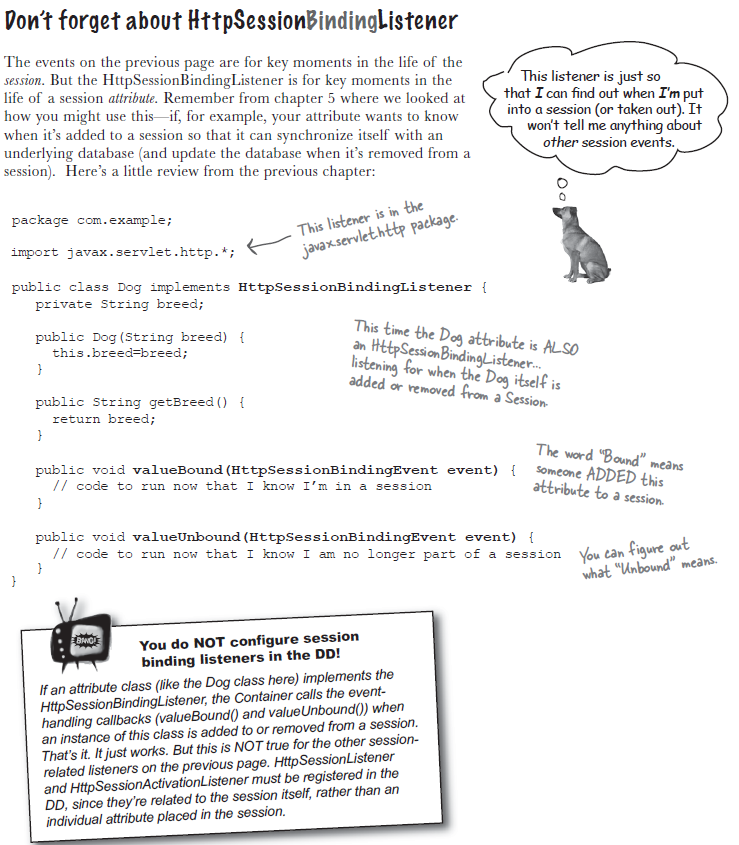 Don't forget about HttpSessionBindingListener
The events on the previous page are for key moments in the life of the
session. But the HttpSessionBindingListener is for key moments in the
life of a session attribute. Remember from chapter 5 where we looked at
how you might use this—if, for example, your attribute wants to know
when it's added to a session so that it can synchronize itself with an
underlying database (and update the database when it's removed from a
session). Here's a little review from the previous chapter:
This listener is just so
that I can find out when I'm put
into a session (or taken out). It
won't tell me anything about
other session events.
package com.example;
import javax.servlet.http.*;
This listener is in the
javax.servlet.http package.
public class Dog implements HttpSessionBindingListener {
private String breed;
public Dog(String breed) {
this.breed=breed;
}
public String getBreed() {
return breed;
}
This time the Dog attribute is ALSO
an HttpSessionBindingListener...
listening for when the Dog itself is
added or removed from a Session.
public void valueBound(HttpSessionBindingEvent event) {
// code to run now that I know I'm in a session
}
The word "Bound" means
someone ADDED this
attribute to a session.
public void valueUnbound(HttpSessionBindingEvent event) {
// code to run now that I know I am no longer part of a session
}
}
You can figure out
what "Unbound" means.
BANG!
You do NOT configure session
binding listeners in the DD!
If an attribute class (like the Dog class here) implements the
HttpSessionBindingListener, the Container calls the event-
handling callbacks (valueBound() and valueUnbound()) when
an instance of this class is added to or removed from a session.
That's it. It just works. But this is NOT true for the other session-
related listeners on the previous page. HttpSessionListener
and HttpSessionActivationListener must be registered in the
DD, since they're related to the session itself, rather than an
individual attribute placed in the session.